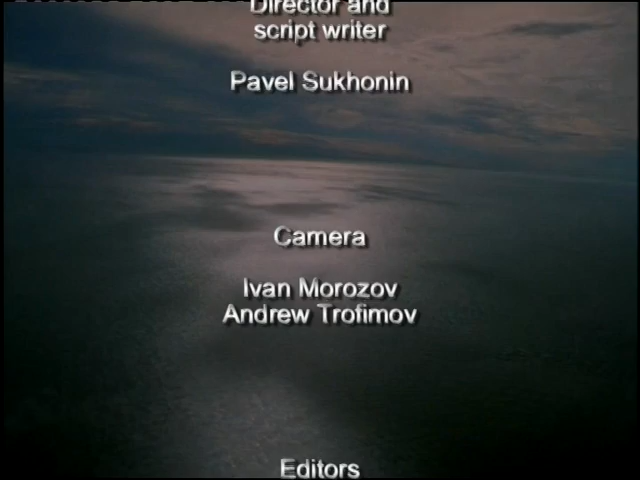 Director and
script writer
Pavel Sukhonin
Camera
Ivan Morozov
Andrew Trofimov
Editors